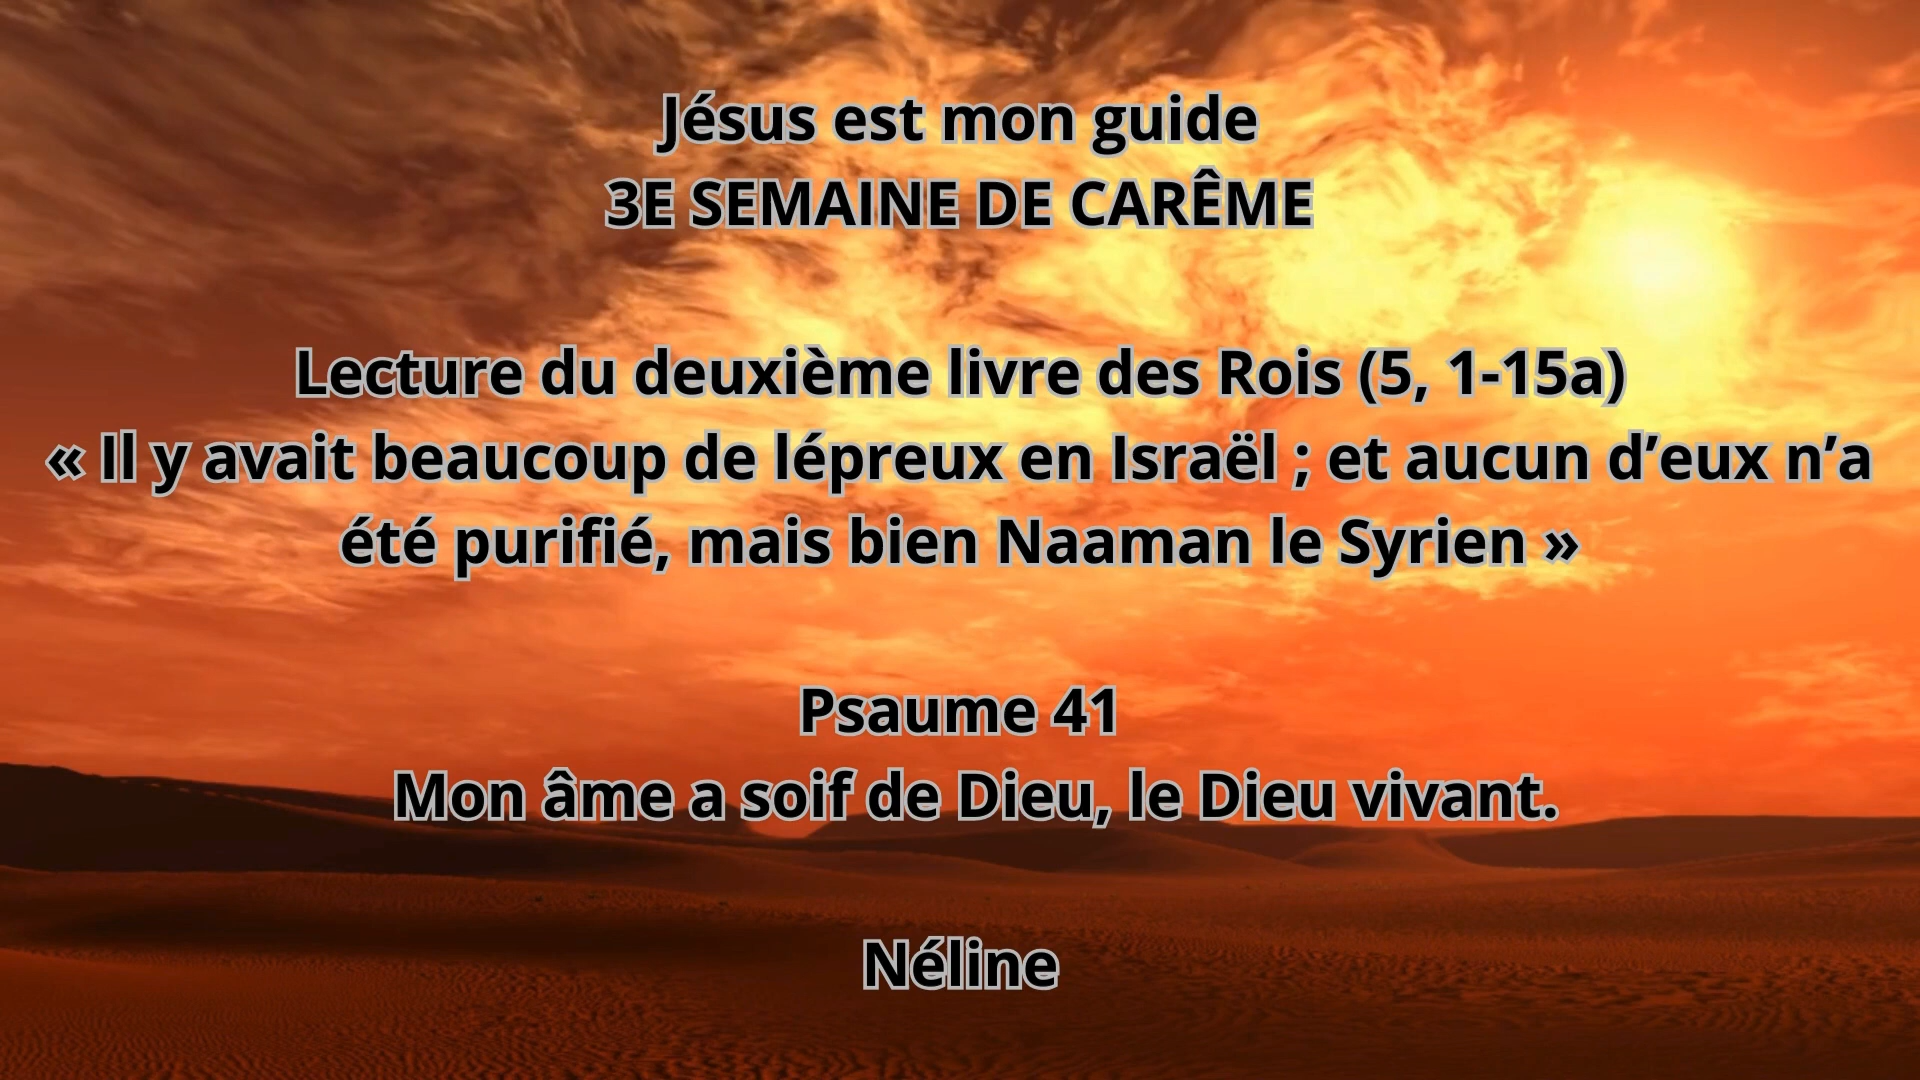 Jésus est mon guide
3E SEMAINE DE CARÊME
Lecture du deuxième livre des Rois (5, 1-15a)
« Il y avait beaucoup de lépreux en Israël ; et aucun d’eux n’a
été purifié, mais bien Naaman le Syrien »
Psaume 41
Mon âme a soif de Dieu, le Dieu vivant.
Néline